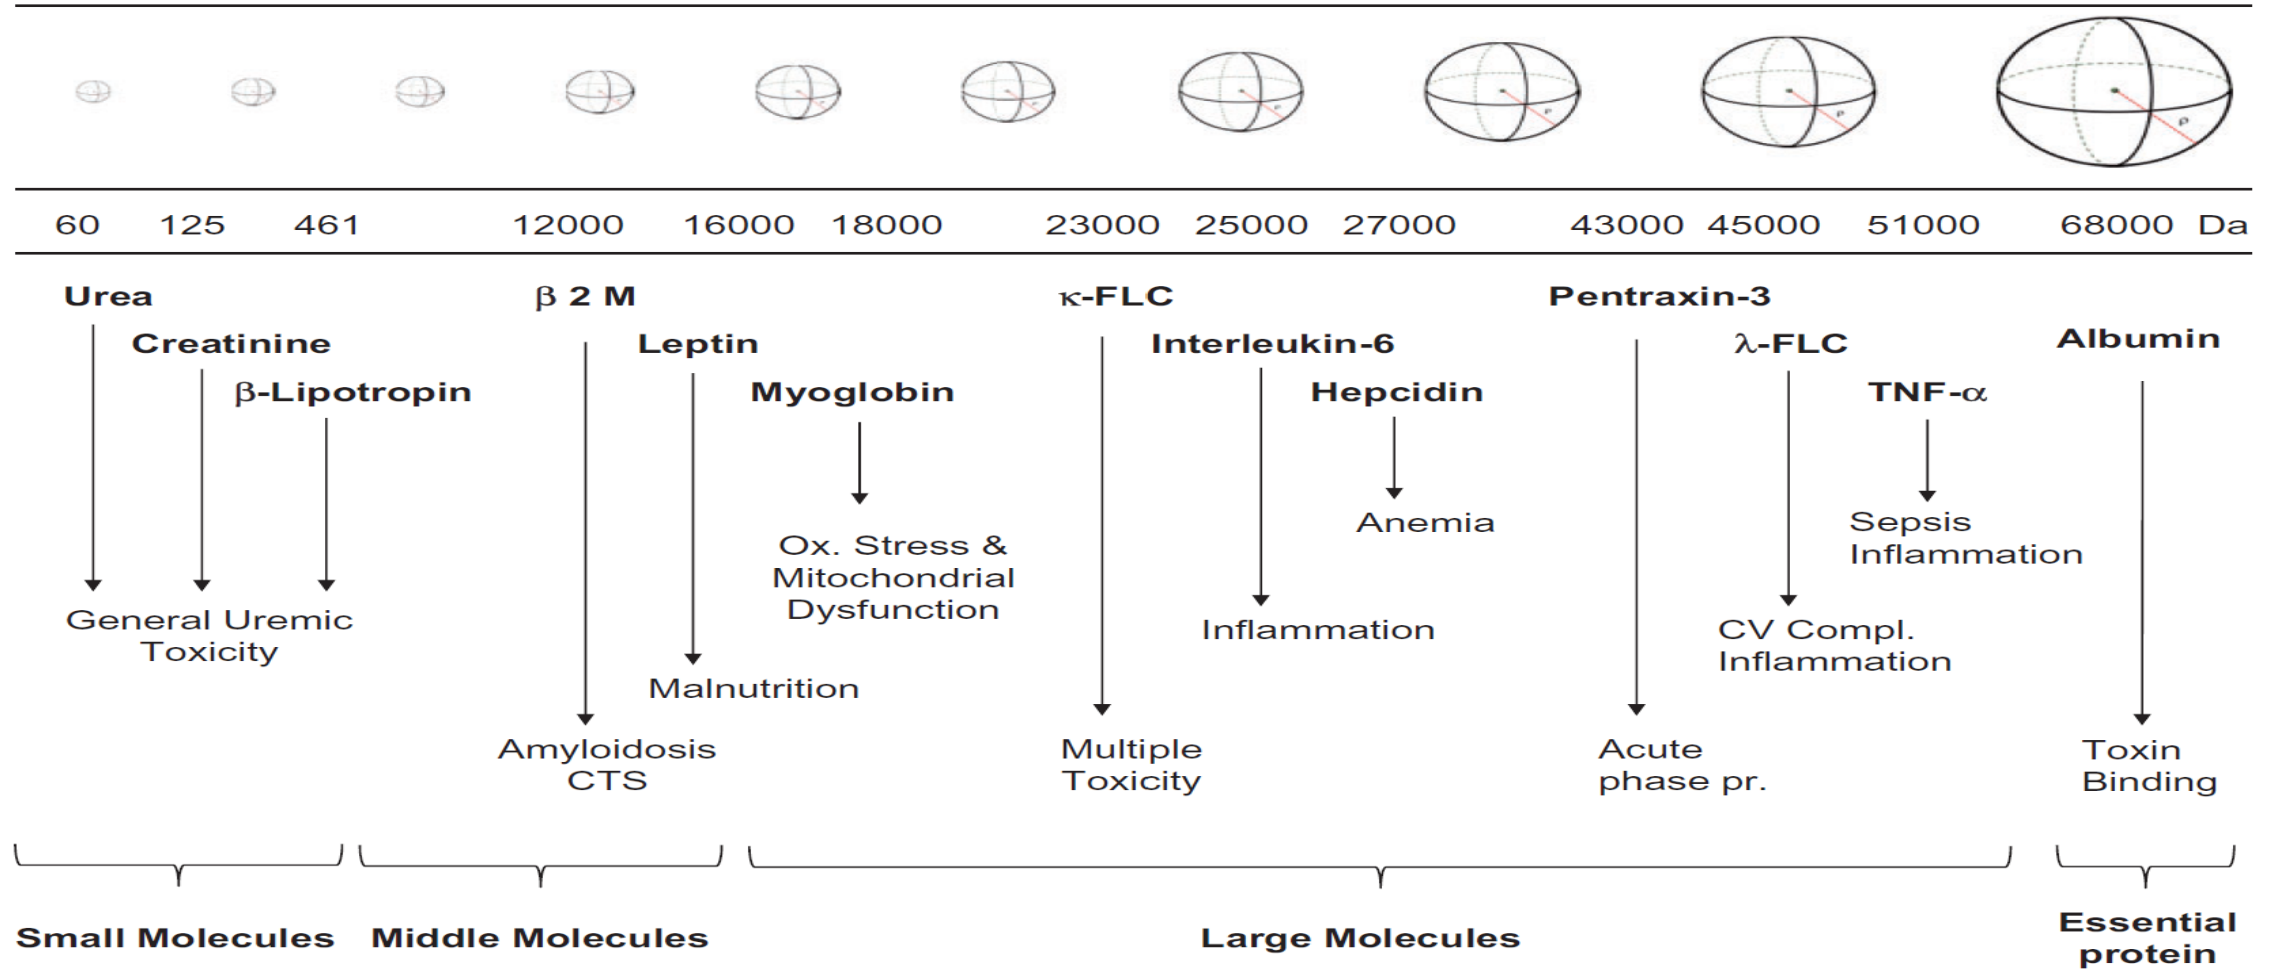 60 125 461 12000 16000 18000 23000 25000 27000 43000 45000 51000 68000 Da
Urea
β 2 M
κ-FLC
Pentraxin-3
Creatinine
Leptin
Interleukin-6
λ-FLC
Albumin
β-Lipotropin
Myoglobin
Hepcidin
TNF-α
Anemia
Sepsis
Inflammation
Ox. Stress &
Mitochondrial
Dysfunction
General Uremic
Toxicity
Inflammation
CV Compl.
Inflammation
Malnutrition
Amyloidosis
CTS
Multiple
Toxicity
Acute
phase pr.
Toxin
Binding
Small Molecules
Middle Molecules
Large Molecules
Essential
protein